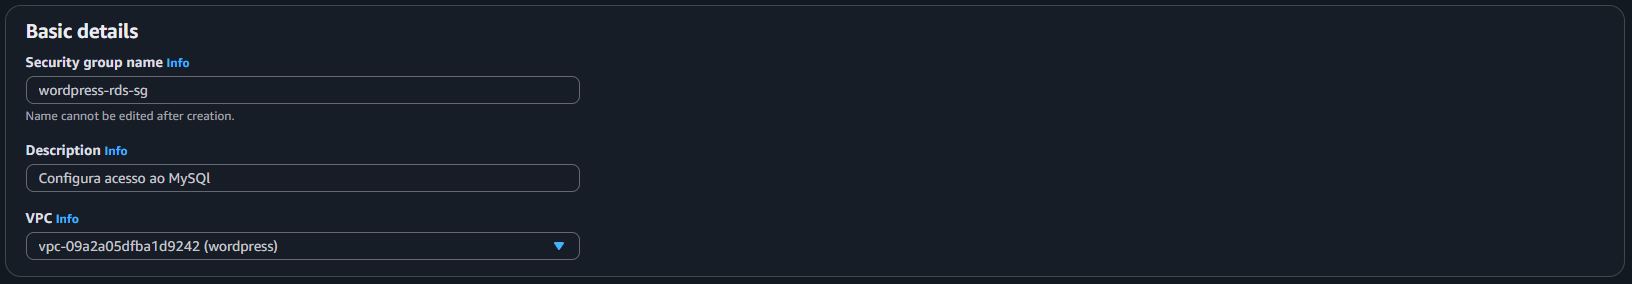 Basic details
Security group name Info
wordpress-rds-sg
Name cannot be edited after creation.
Description Info
Configura acesso ao MySQl
VPC Info
vpc-09a2a05dfba1d9242 (wordpress)